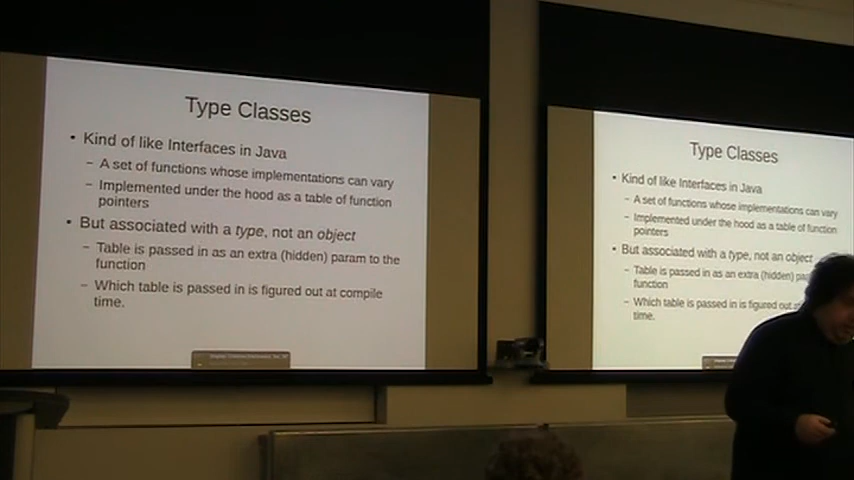 Type Classes
• Kind of like Interfaces in Java
– A set of functions whose implementations can vary
– Implemented under the hood as a table of function
pointers
• But associated with a type, not an object
– Table is passed in as an extra (hidden) param to the
function
– Which table is passed in is figured out at compile
time.
Type Classes
• Kind of like Interfaces in Java
– A set of functions whose implementations can vary
– Implemented under the hood as a table of function
pointers
• But associated with a type, not an object
– Table is passed in as an extra (hidden)
function
– Which table is passed in is figured out
time.